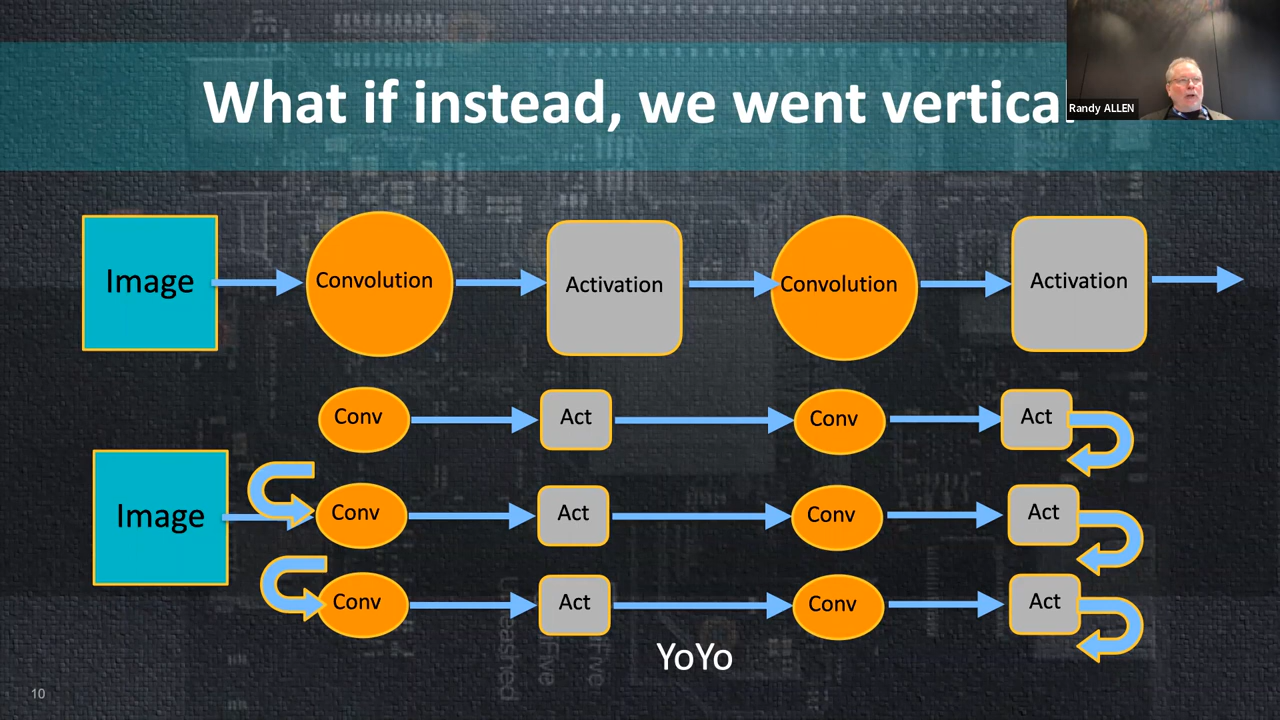 What if instead, we went vertical
Randy ALLEN
Image
Convolution
Activation
Convolution
Activation
Conv
Act
Conv
Act
Image
Conv
Act
Conv
Act
Conv
Act
Conv
Act
YoYo
10